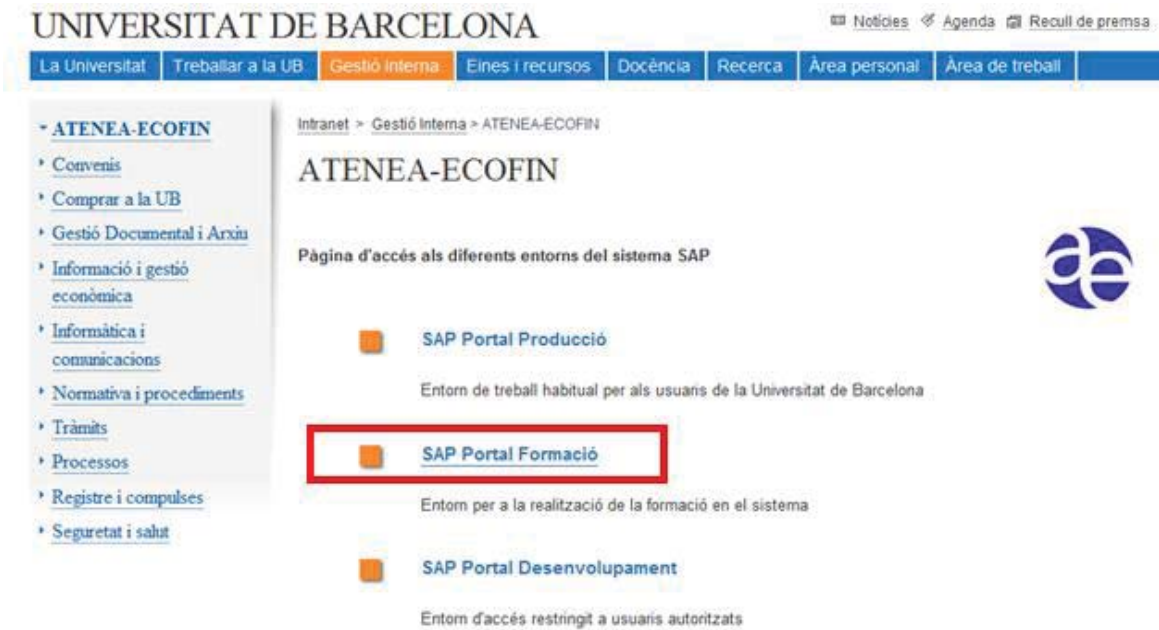 UNIVERSITAT DE BARCELONA
Notícies Agenda Recull de premsa
La Universitat Treballar a la UB Gestió Interna Eines i recursos Docència Recerca Àrea personal Àrea de treball
ATENEA-ECOFIN
Convenis
Comprar a la UB
Gestió Documental i Arxiu
Informació i gestió
econòmica
Informàtica i
comunicacions
Normativa i procediments
Tràmits
Processos
Registre i compulses
Seguretat i salut
Intranet > Gestió Interna > ATENEA-ECOFIN
ATENEA-ECOFIN
Pàgina d'accés als diferents entorns del sistema SAP
ae
SAP Portal Producció
Entorn de treball habitual per als usuaris de la Universitat de Barcelona
SAP Portal Formació
Entorn per a la realització de la formació en el sistema
SAP Portal Desenvolupament
Entorn d'accés restringit a usuaris autoritzats